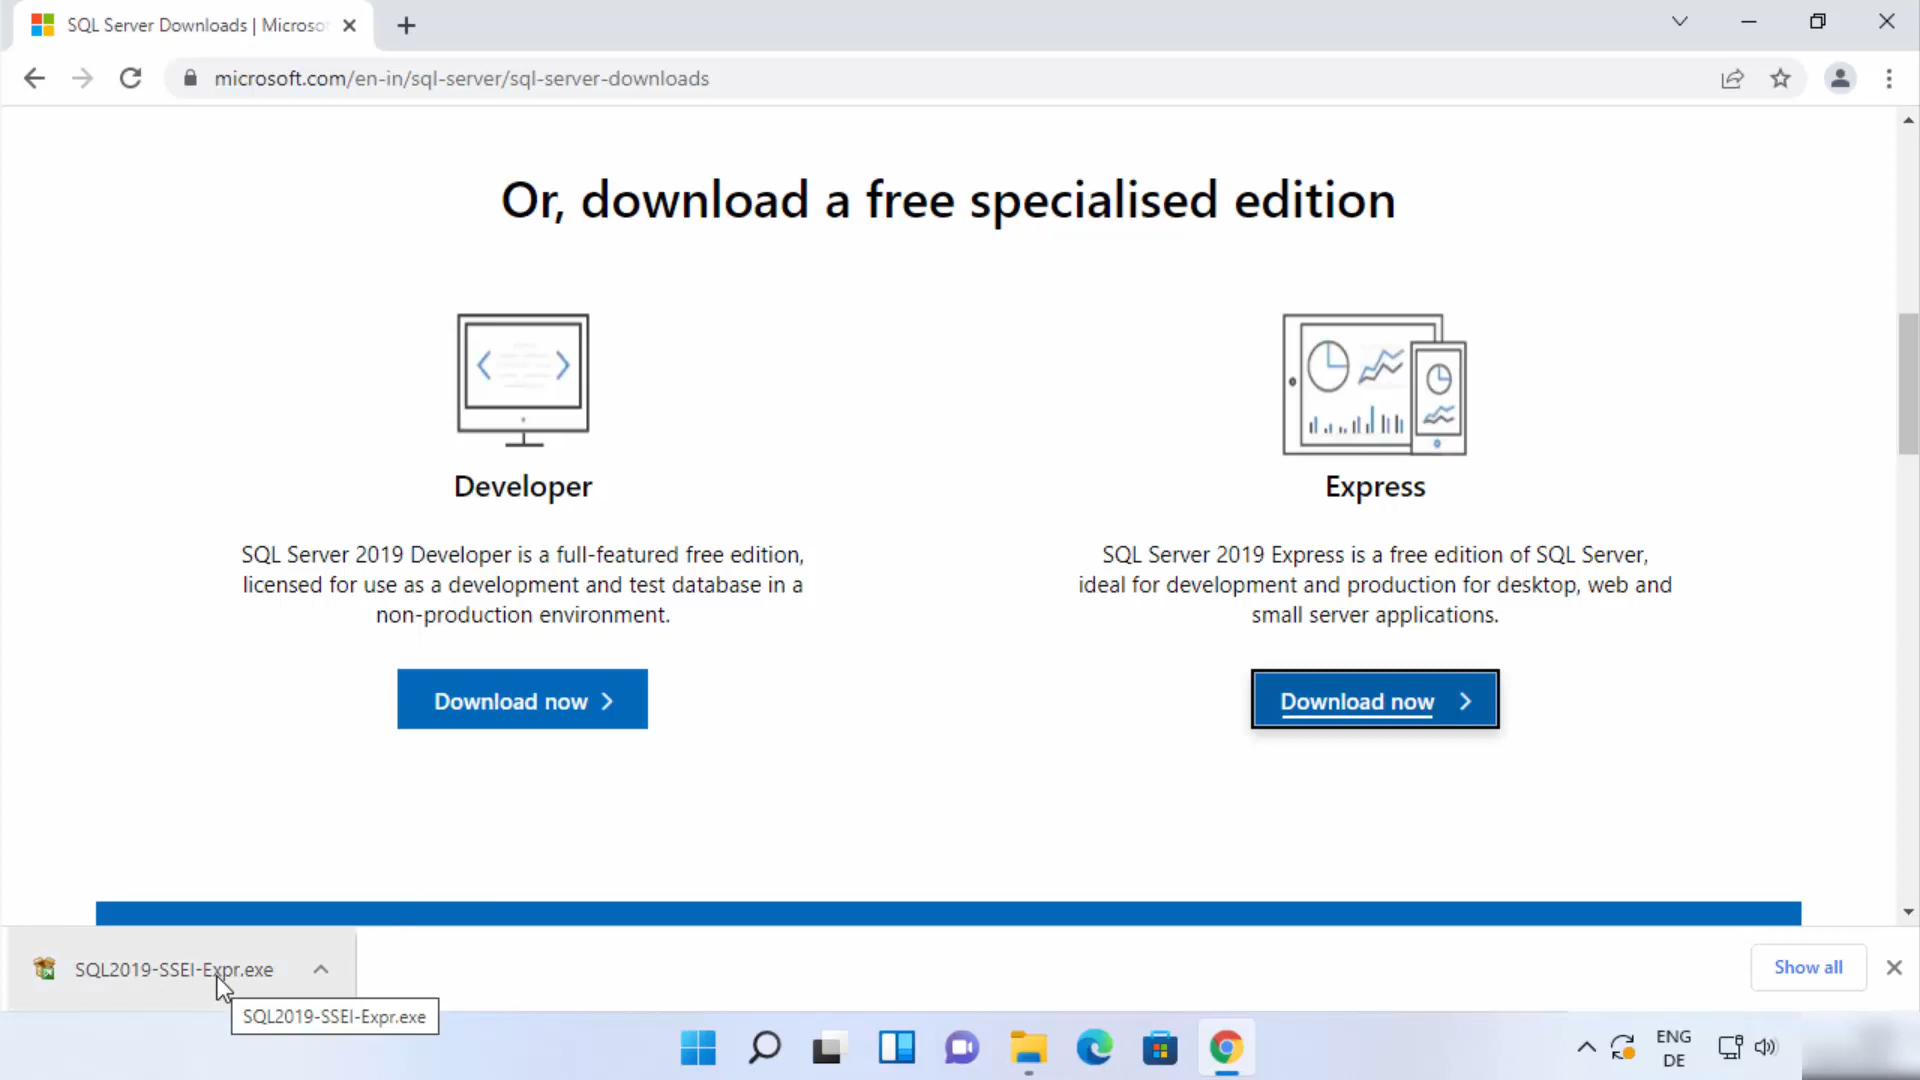 SQL Server Downloads | Microso
microsoft.com/en-in/sql-server/sql-server-downloads
Or, download a free specialised edition
Developer
SQL Server 2019 Developer is a full-featured free edition,
licensed for use as a development and test database in a
non-production environment.
Download now
Express
SQL Server 2019 Express is a free edition of SQL Server,
ideal for development and production for desktop, web and
small server applications.
Download now
SQL2019-SSEI-Expr.exe
Show all
SQL2019-SSEI-Expr.exe
ENG
DE